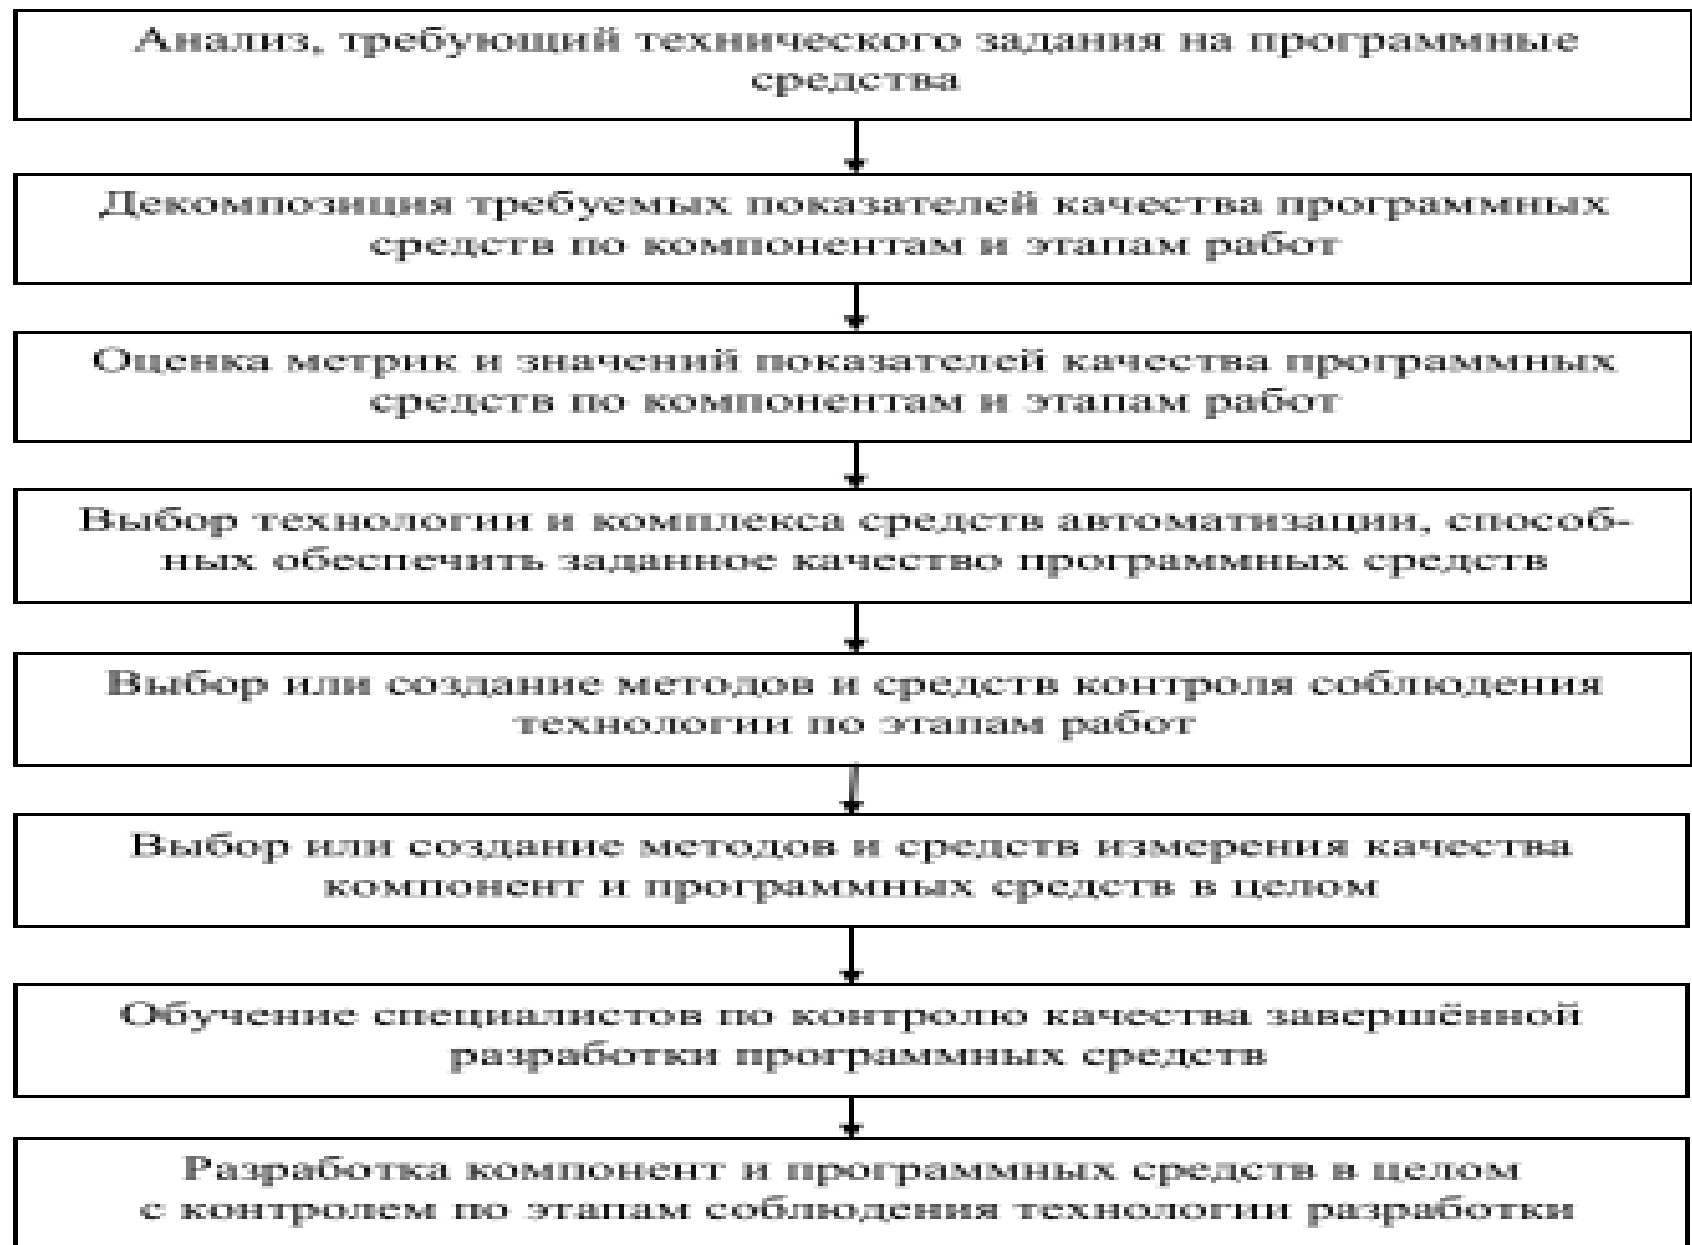 Анализ, требующий технического задания на программные
средства
Декомпозиция требуемых показателей качества программных
средств по компонентам и этапам работ
Оценка метрик и значений показателей качества программных
средств по компонентам и этапам работ
Выбор технологии и комплекса средств автоматизации, способ-
ных обеспечить заданное качество программных средств
Выбор или создание методов и средств контроля соблюдения
технологии по этапам работ
Выбор или создание методов и средств измерения качества
компонент и программных средств в целом
Обучение специалистов по контролю качества завершённой
разработки программных средств
Разработка компонент и программных средств в целом
с контролем по этапам соблюдения технологии разработки